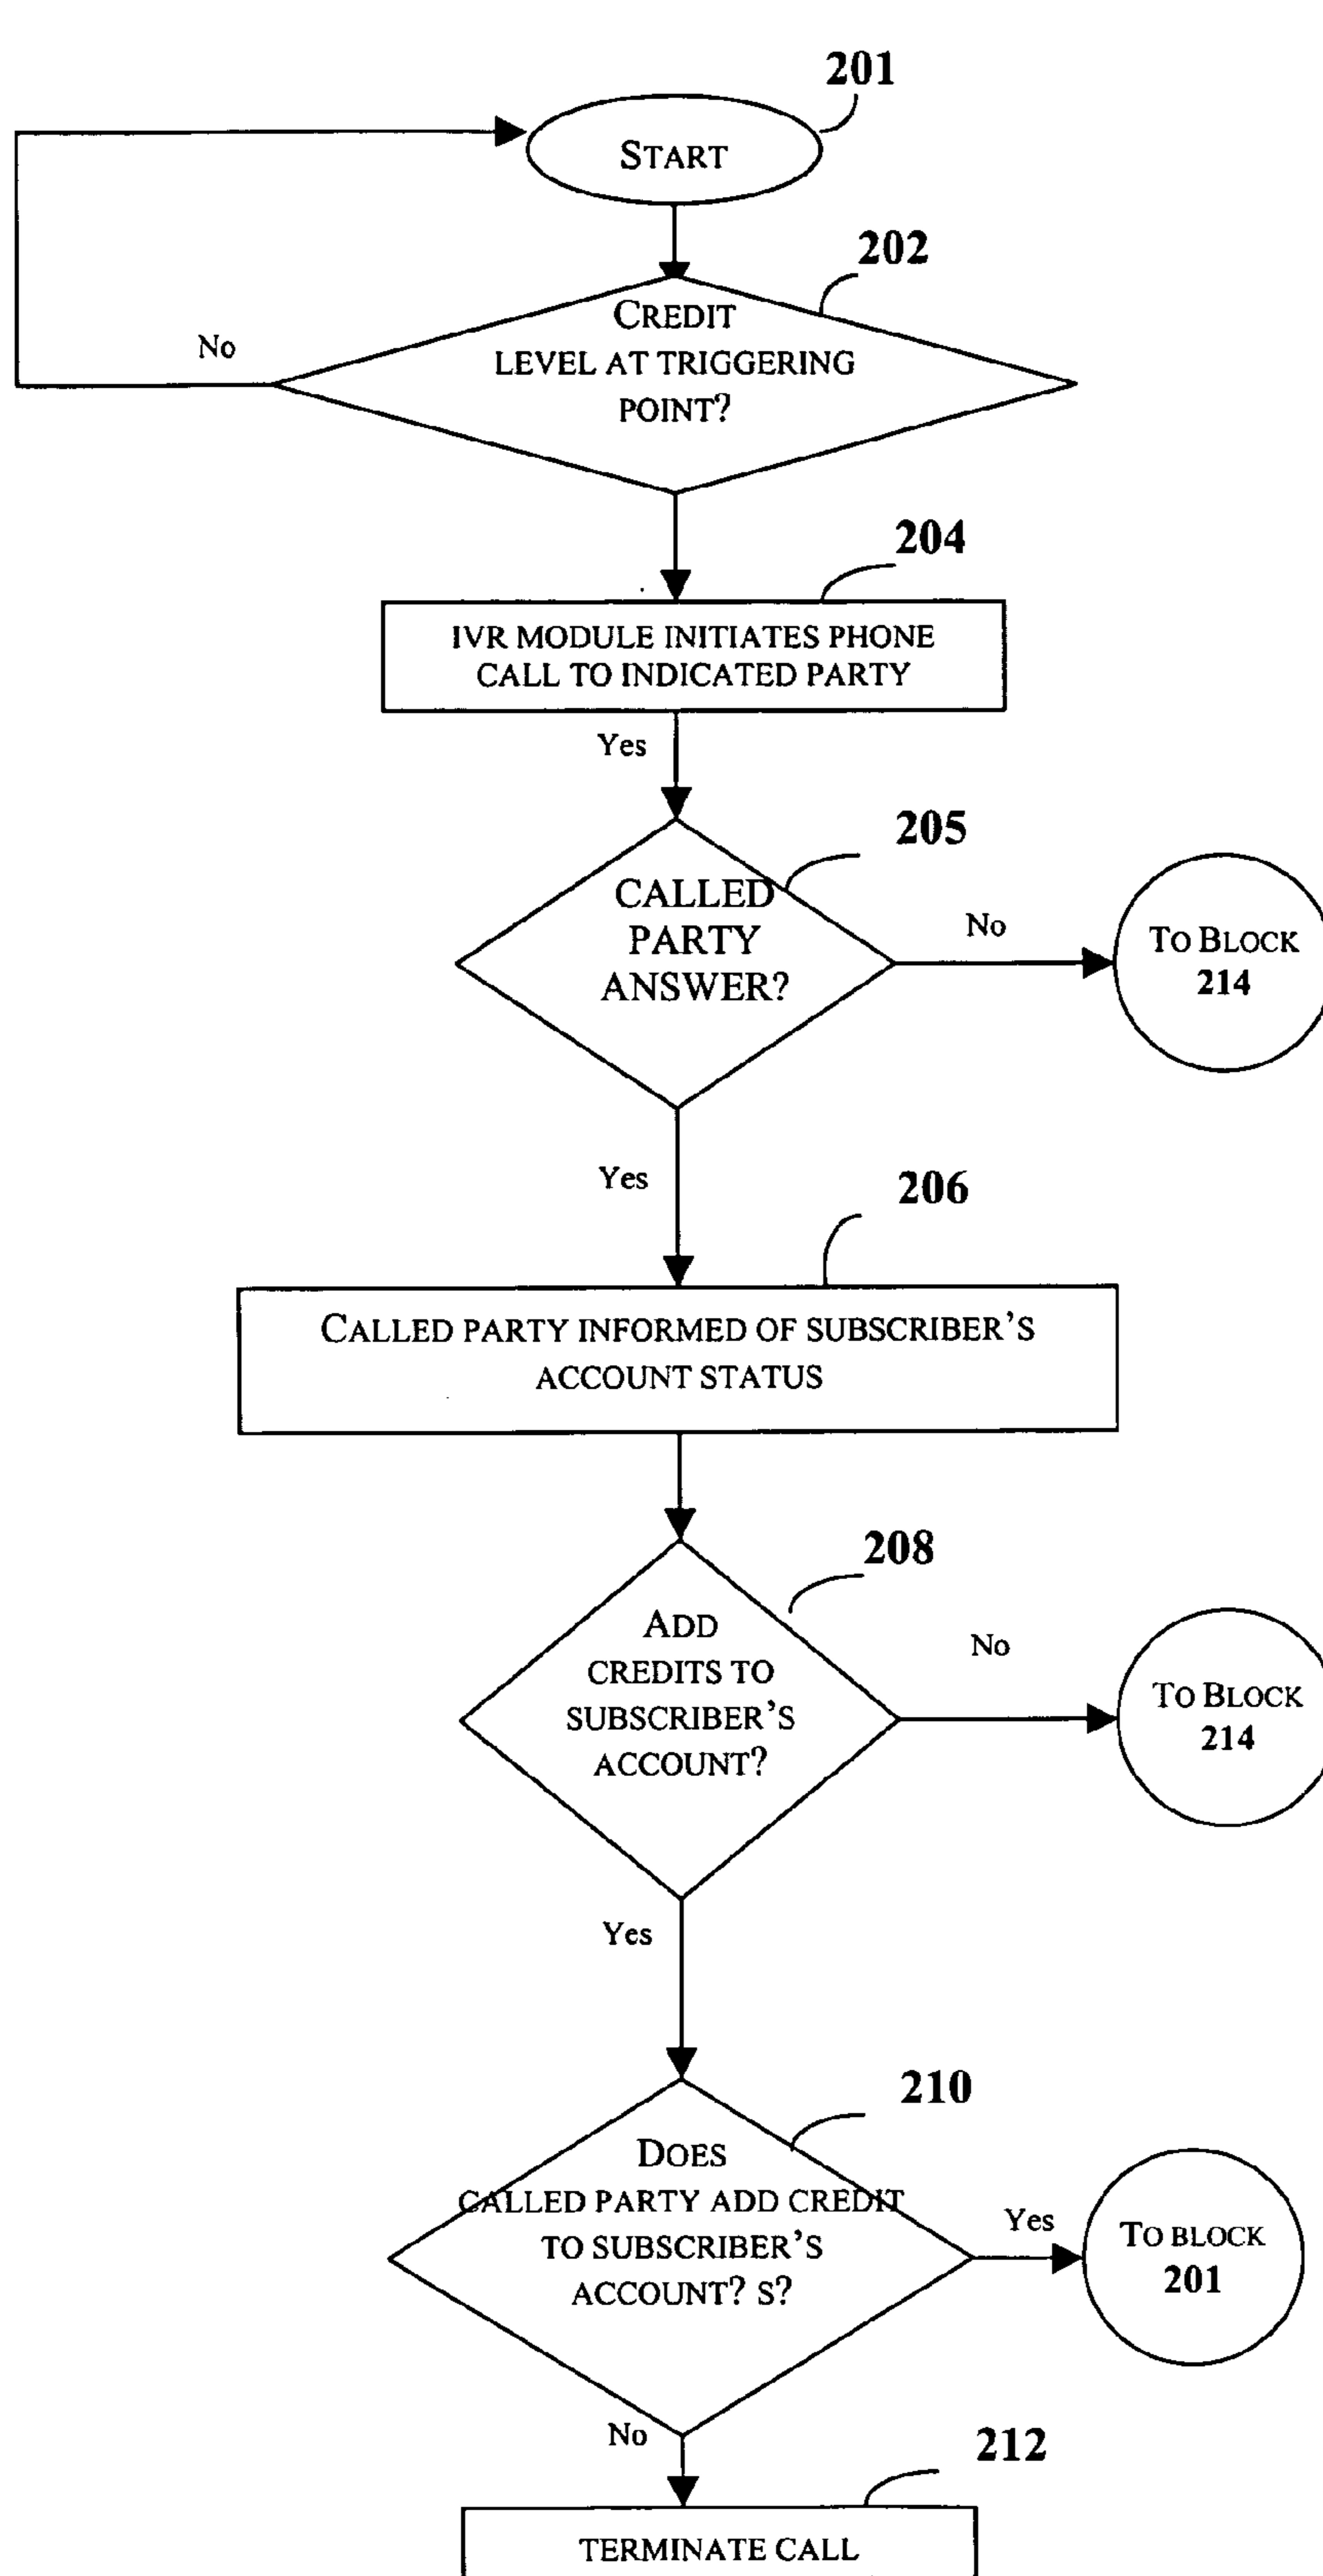 201
START
202
CREDIT
LEVEL AT TRIGGERING
POINT?
No
204
IVR MODULE INITIATES PHONE
CALL TO INDICATED PARTY
Yes
205
CALLED
PARTY
ANSWER?
No
TO BLOCK
214
Yes
206
CALLED PARTY INFORMED OF SUBSCRIBER'S
ACCOUNT STATUS
208
ADD
CREDITS TO
SUBSCRIBER'S
ACCOUNT?
No
TO BLOCK
214
Yes
210
DOES
CALLED PARTY ADD CREDIT
TO SUBSCRIBER'S
ACCOUNT? S?
Yes
TO BLOCK
201
No
212
TERMINATE CALL